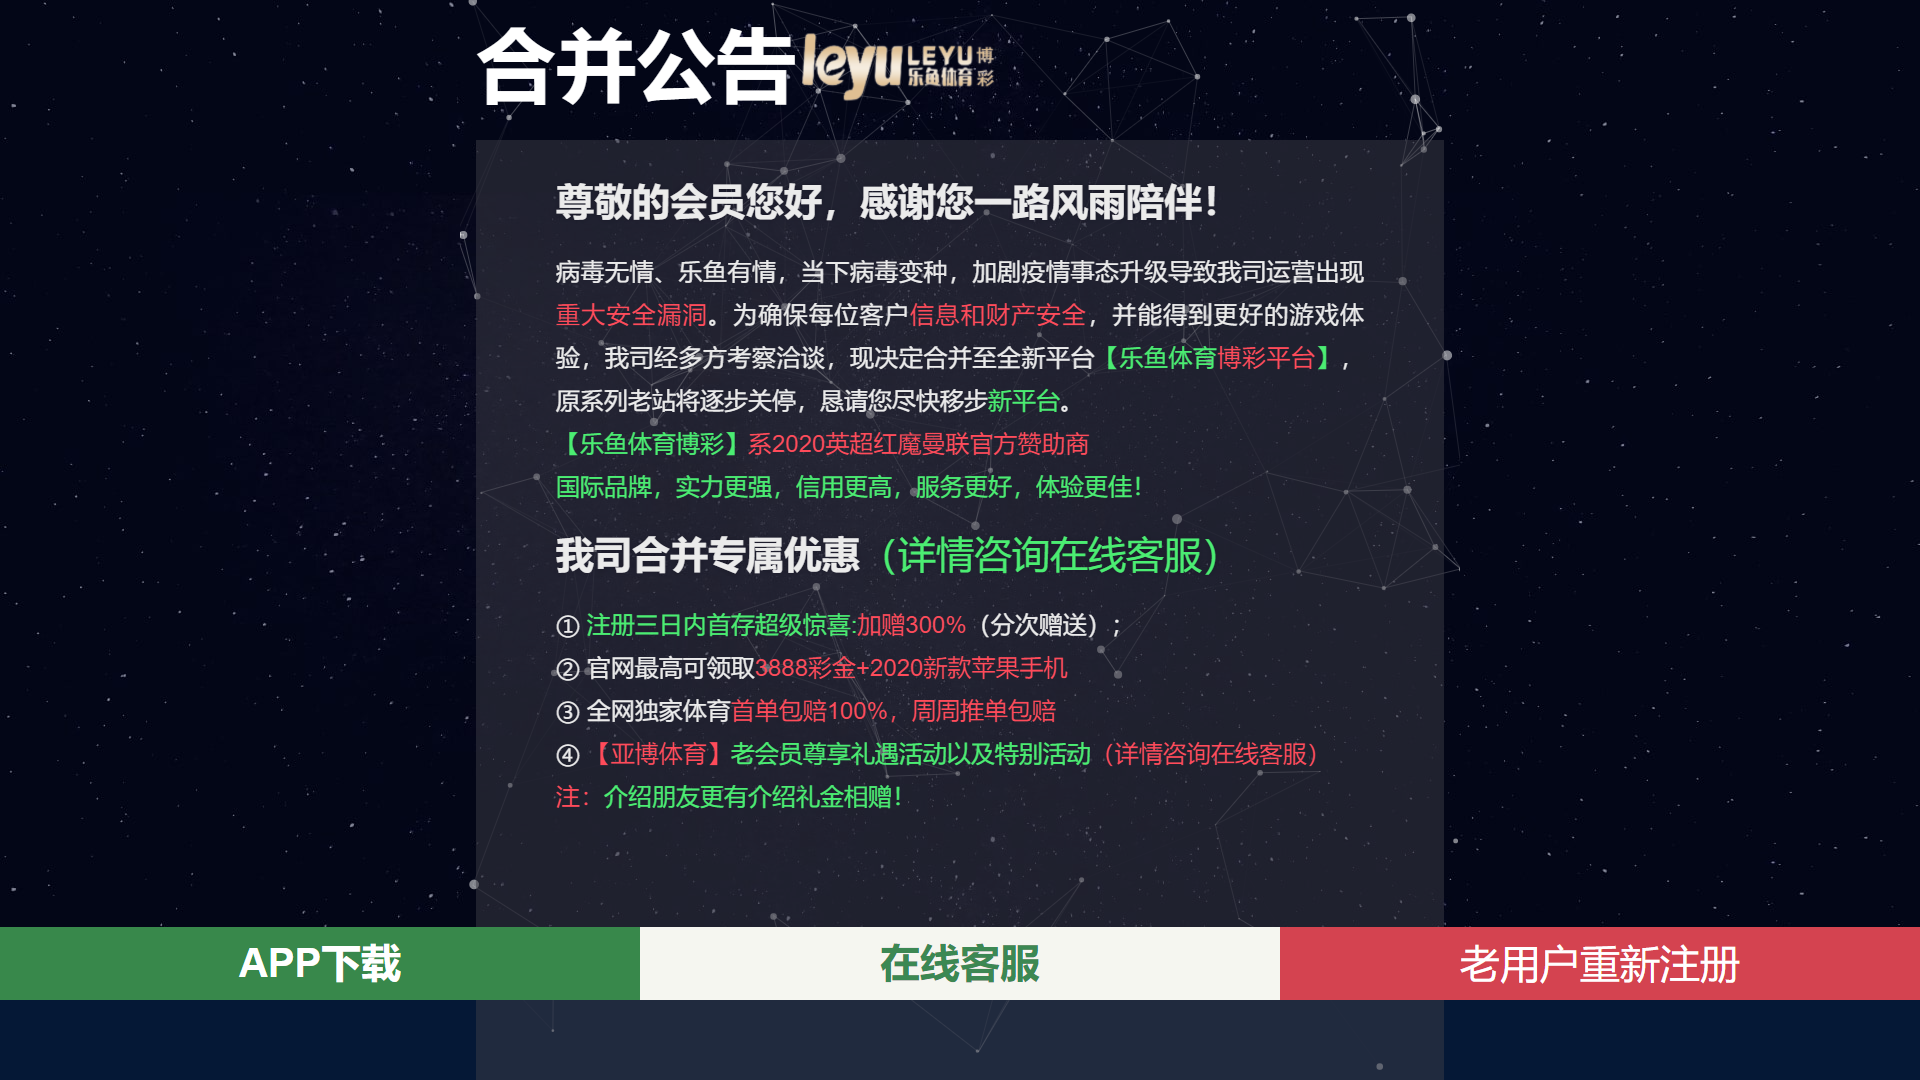 合并公告
leyu LEYU 乐鱼体育 博彩
尊敬的会员您好，感谢您一路风雨陪伴！
病毒无情、乐鱼有情，当下病毒变种，加剧疫情事态升级导致我司运营出现
重大安全漏洞。为确保每位客户信息和财产安全，并能得到更好的游戏体
验，我司经多方考察洽谈，现决定合并至全新平台【乐鱼体育博彩平台】，
原系列老站将逐步关停，恳请您尽快移步新平台。
【乐鱼体育博彩】系2020英超红魔曼联官方赞助商
国际品牌，实力更强，信用更高，服务更好，体验更佳！
我司合并专属优惠（详情咨询在线客服）
① 注册三日内首存超级惊喜:加赠300%（分次赠送）；
② 官网最高可领取3888彩金+2020新款苹果手机
③ 全网独家体育首单包赔100%，周周推单包赔
④ 【亚博体育】老会员尊享礼遇活动以及特别活动（详情咨询在线客服）
注：介绍朋友更有介绍礼金相赠！
APP下载
在线客服
老用户重新注册